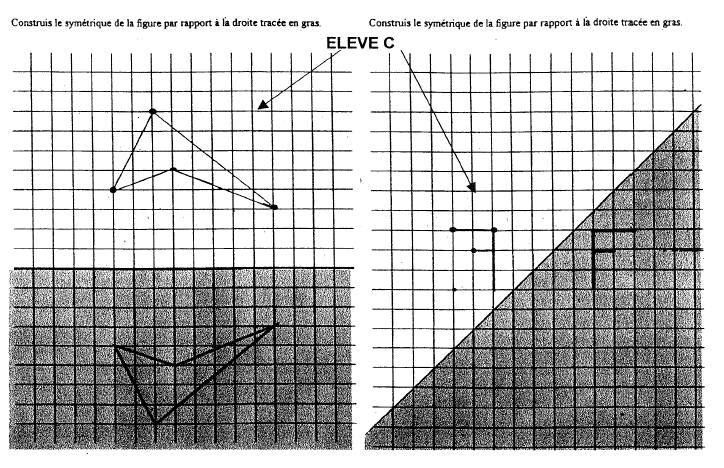 Construis le symétrique de la figure par rapport à la droite tracée en gras.
Construis le symétrique de la figure par rapport à la droite tracée en gras.
ELEVE C